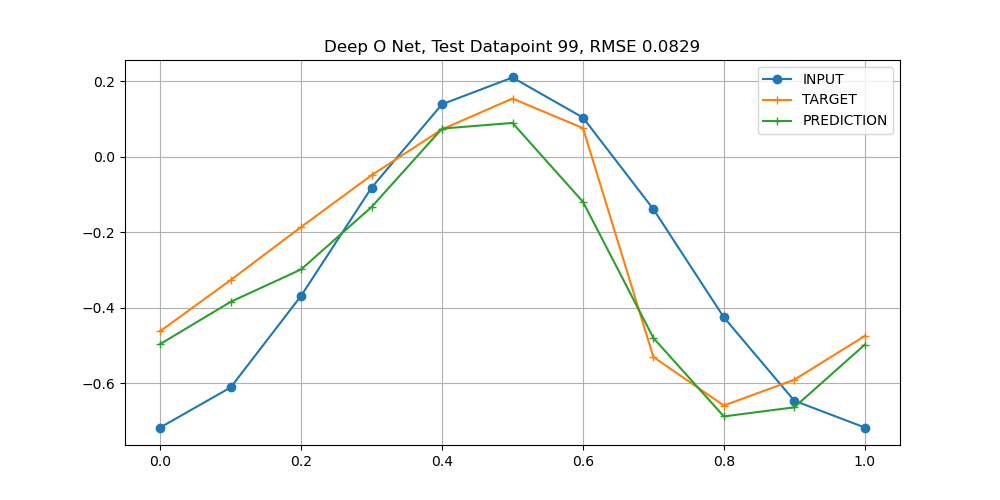 Deep O Net, Test Datapoint 99, RMSE 0.0829
INPUT
TARGET
PREDICTION
0.2
0.0
−0.2
−0.4
−0.6
0.0 0.2 0.4 0.6 0.8 1.0